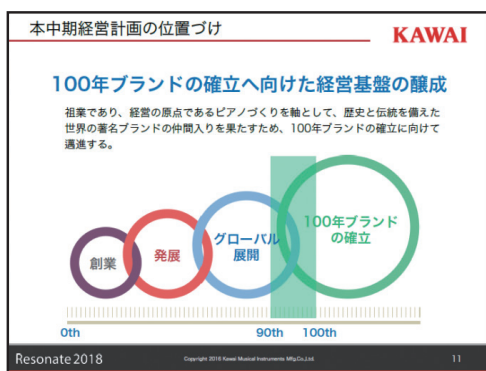 本中期経営計画の位置づけ
KAWAI
100年ブランドの確立へ向けた経営基盤の醸成
祖業であり、経営の原点であるピアノづくりを軸として、歴史と伝統を備えた
世界の著名ブランドの仲間入りを果たすため、100年ブランドの確立に向けて
邁進する。
創業
発展
グローバル
展開
100年ブランド
の確立
0th
90th
100th
Resonate 2018
Copyright 2016 Kawai Musical Instruments Mfg.Co.,Ltd.
11